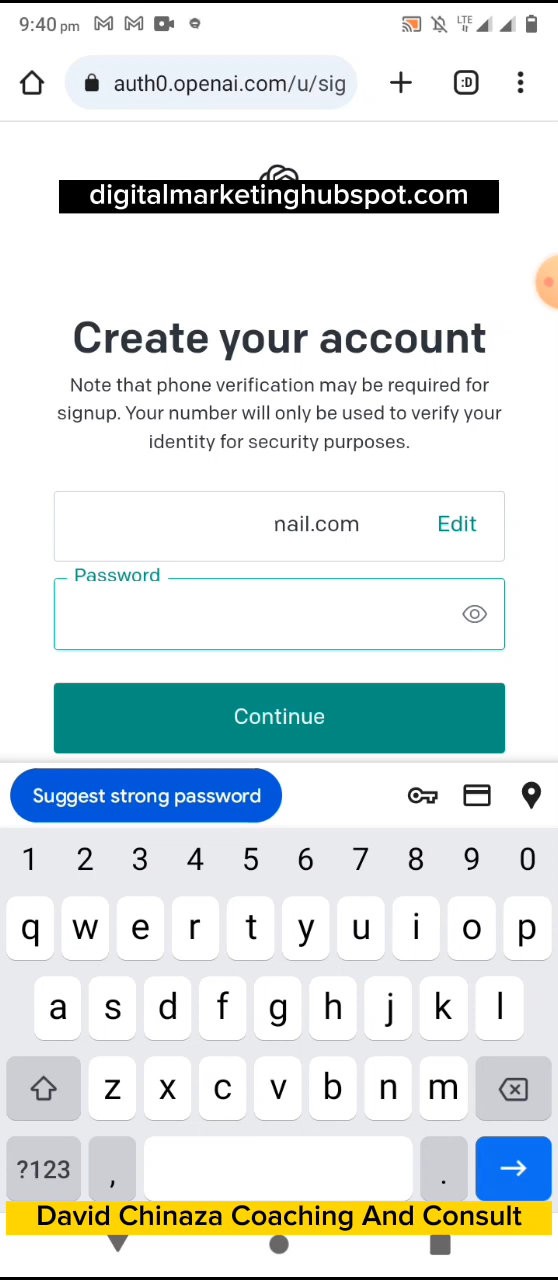 9:40 pm LTE
auth0.openai.com/u/sig :D
digitalmarketinghubspot.com
Create your account
Note that phone verification may be required for
signup. Your number will only be used to verify your
identity for security purposes.
nail.com Edit
Password
Continue
Suggest strong password
1 2 3 4 5 6 7 8 9 0
q w e r t y u i o p
a s d f g h j k l
z x c v b n m
?123 , .
David Chinaza Coaching And Consult